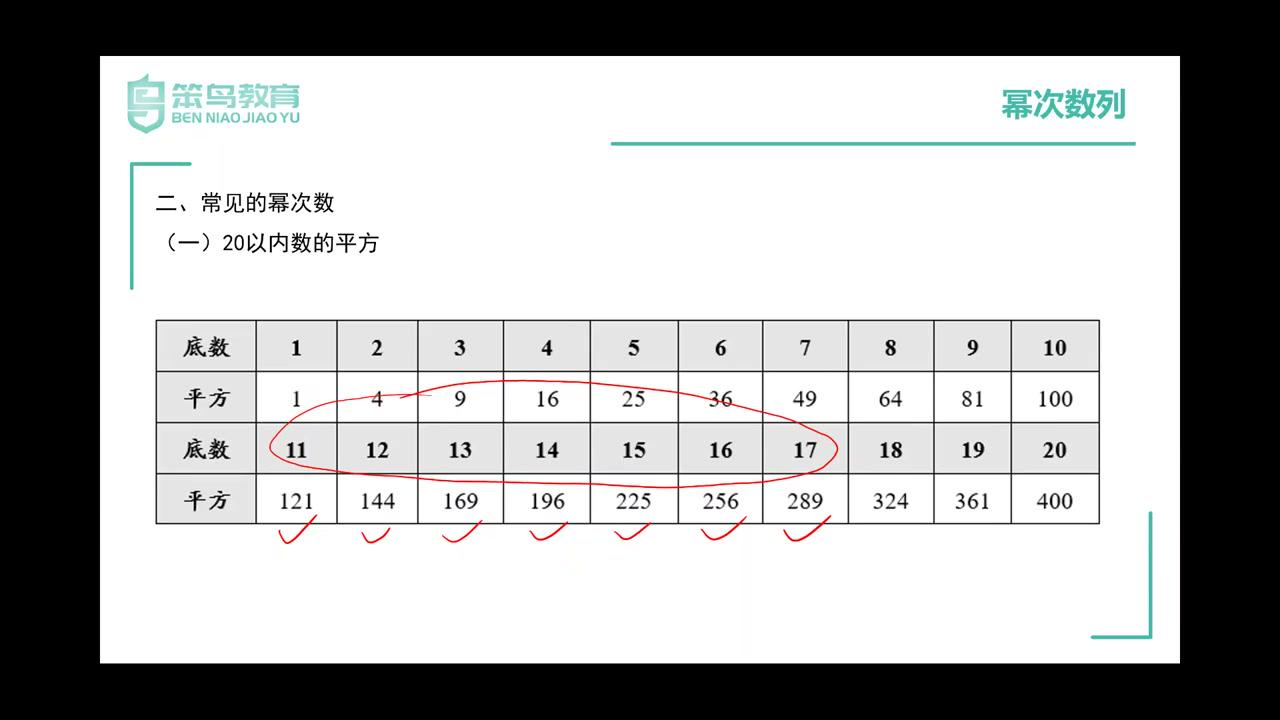 笨鸟教育
BEN NIAO JIAO YU
幂次数列
二、常见的幂次数
（一）20以内数的平方
底数 1 2 3 4 5 6 7 8 9 10
平方 1 4 9 16 25 36 49 64 81 100
底数 11 12 13 14 15 16 17 18 19 20
平方 121 144 169 196 225 256 289 324 361 400